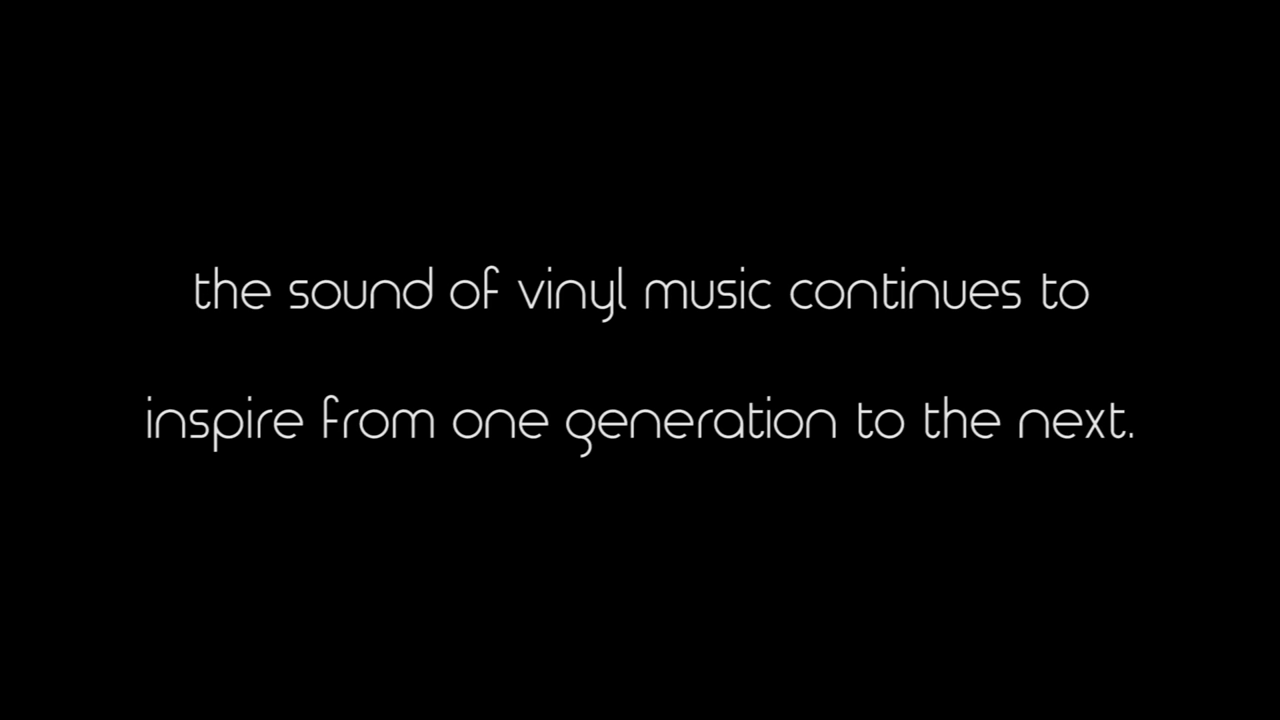 the sound of vinyl music continues to
inspire from one generation to the next.